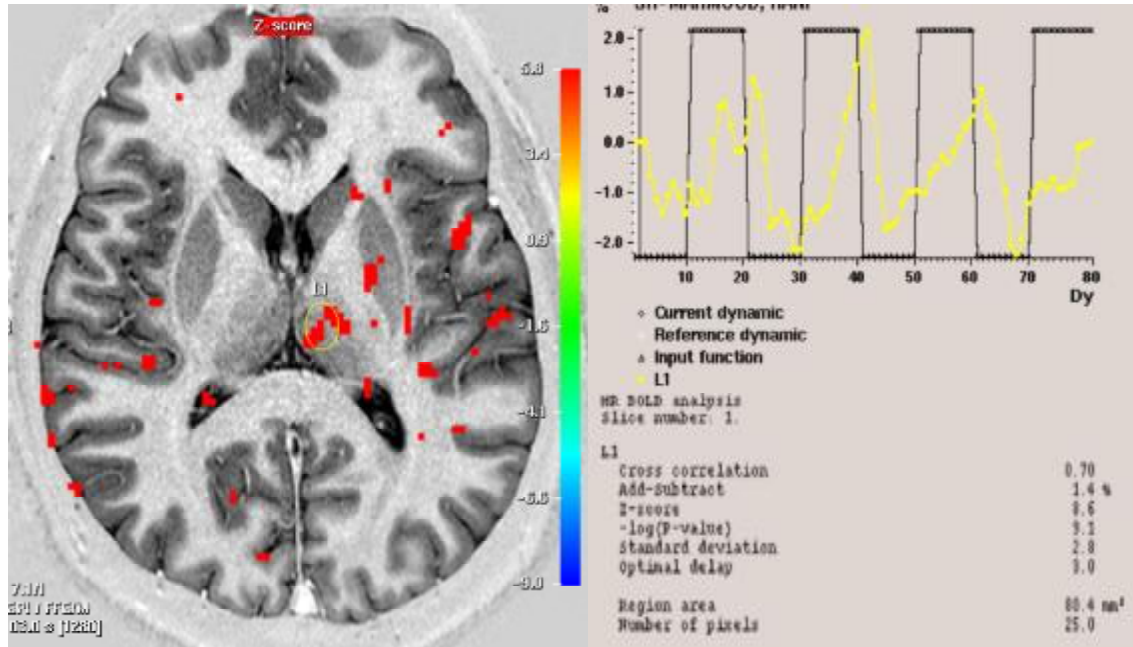 Z-score
5.8
3.4
-1.6
-4.1
-6.6
-9.0
L1
%
2.0
1.0
0.0
-1.0
-2.0
10 20 30 40 50 60 70 80
Dy
Current dynamic
Reference dynamic
Input function
L1
MR BOLD analysis
Slice number: 1.
L1
Cross correlation 0.70
Add-subtract 1.4 %
Z-score 8.6
-log(P-value) 9.1
Standard deviation 2.8
Optimal delay 3.0
Region area 80.4 mm²
Number of pixels 25.0